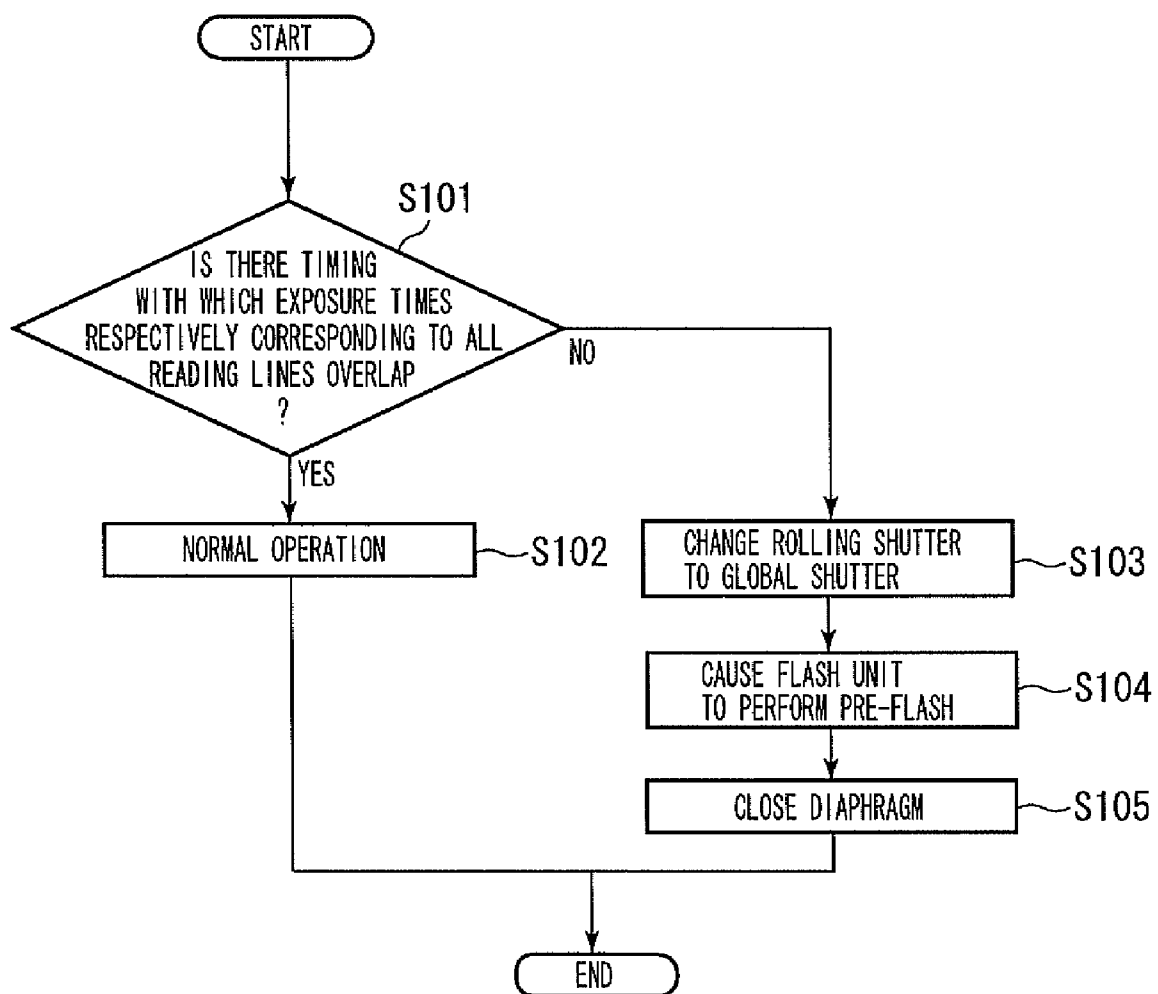 START
S101
IS THERE TIMING
WITH WHICH EXPOSURE TIMES
RESPECTIVELY CORRESPONDING TO ALL
READING LINES OVERLAP
?
NO
YES
NORMAL OPERATION
S102
CHANGE ROLLING SHUTTER
TO GLOBAL SHUTTER
S103
CAUSE FLASH UNIT
TO PERFORM PRE-FLASH
S104
CLOSE DIAPHRAGM
S105
END